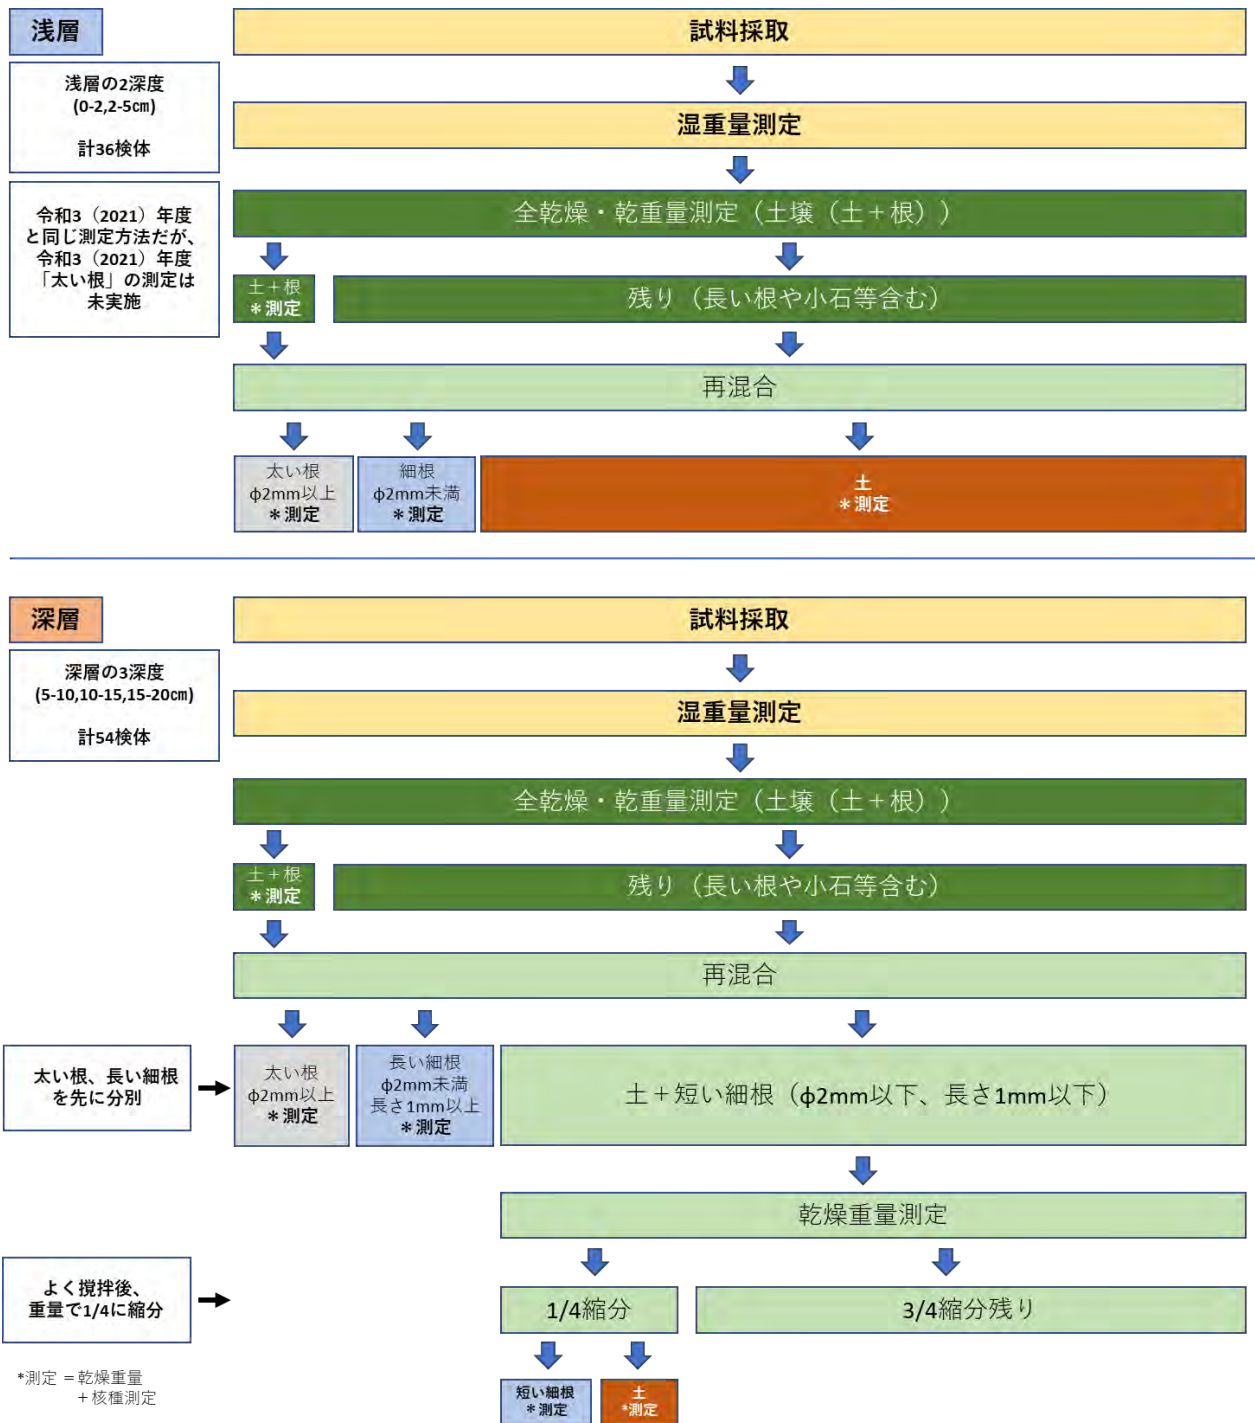 浅層
試料採取
浅層の2深度
(0-2,2-5㎝)
計36検体
湿重量測定
令和3（2021）年度
と同じ測定方法だが、
令和3（2021）年度
「太い根」の測定は
未実施
全乾燥・乾重量測定（土壌（土＋根））
土＋根
＊測定
残り（長い根や小石等含む）
再混合
太い根
φ2mm以上
＊測定
細根
φ2mm未満
＊測定
土
＊測定
深層
試料採取
深層の3深度
(5-10,10-15,15-20㎝)
計54検体
湿重量測定
全乾燥・乾重量測定（土壌（土＋根））
土＋根
＊測定
残り（長い根や小石等含む）
再混合
太い根、長い細根
を先に分別
太い根
φ2mm以上
＊測定
長い細根
φ2mm未満
長さ1mm以上
＊測定
土＋短い細根（φ2mm以下、長さ1mm以下）
乾燥重量測定
よく撹拌後、
重量で1/4に縮分
1/4縮分
3/4縮分残り
短い細根
＊測定
土
*測定
*測定 ＝乾燥重量
＋核種測定